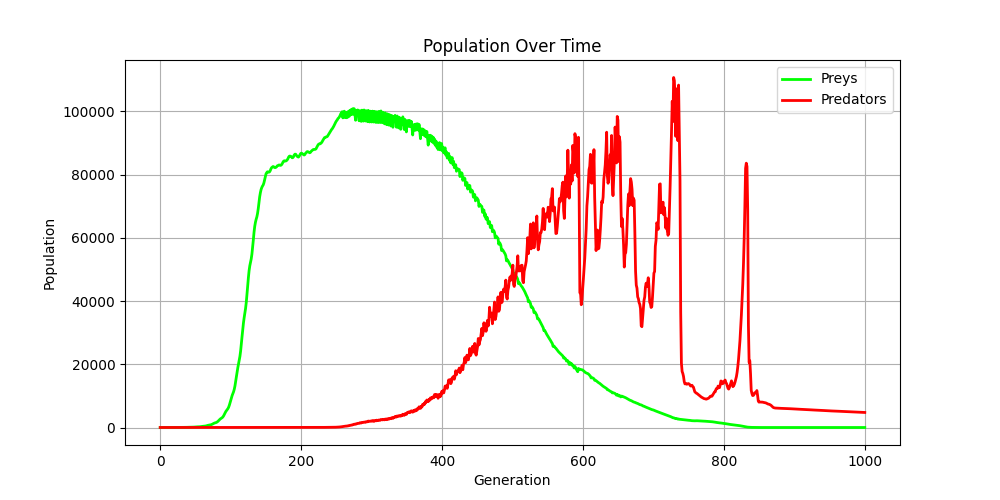 Population Over Time
Preys
Predators
Population
100000
80000
60000
40000
20000
0
0 200 400 600 800 1000
Generation